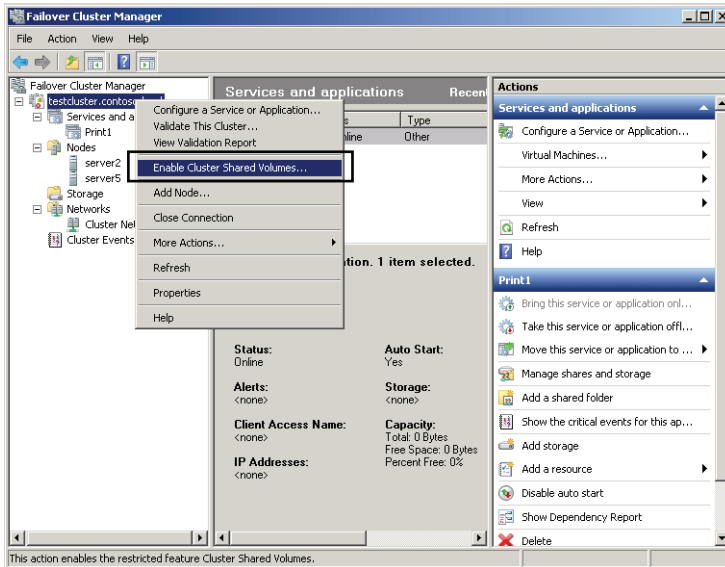 Failover Cluster Manager
File Action View Help
Failover Cluster Manager
testcluster.contoso
Services and a
Print1
Nodes
server2
server5
Storage
Networks
Cluster Net
Cluster Events
Services and applications Recen
Type
nline Other
Configure a Service or Application...
Validate This Cluster...
View Validation Report
Enable Cluster Shared Volumes...
Add Node...
Close Connection
More Actions...
Refresh
Properties
Help
tion. 1 item selected.
Status:
Online
Auto Start:
Yes
Alerts:
<none>
Storage:
<none>
Client Access Name:
<none>
Capacity:
Total: 0 Bytes
Free Space: 0 Bytes
Percent Free: 0%
IP Addresses:
<none>
Actions
Services and applications
Configure a Service or Application...
Virtual Machines...
More Actions...
View
Refresh
Help
Print1
Bring this service or application onl...
Take this service or application offl...
Move this service or application to ...
Manage shares and storage
Add a shared folder
Show the critical events for this ap...
Add storage
Add a resource
Disable auto start
Show Dependency Report
Delete
This action enables the restricted feature Cluster Shared Volumes.